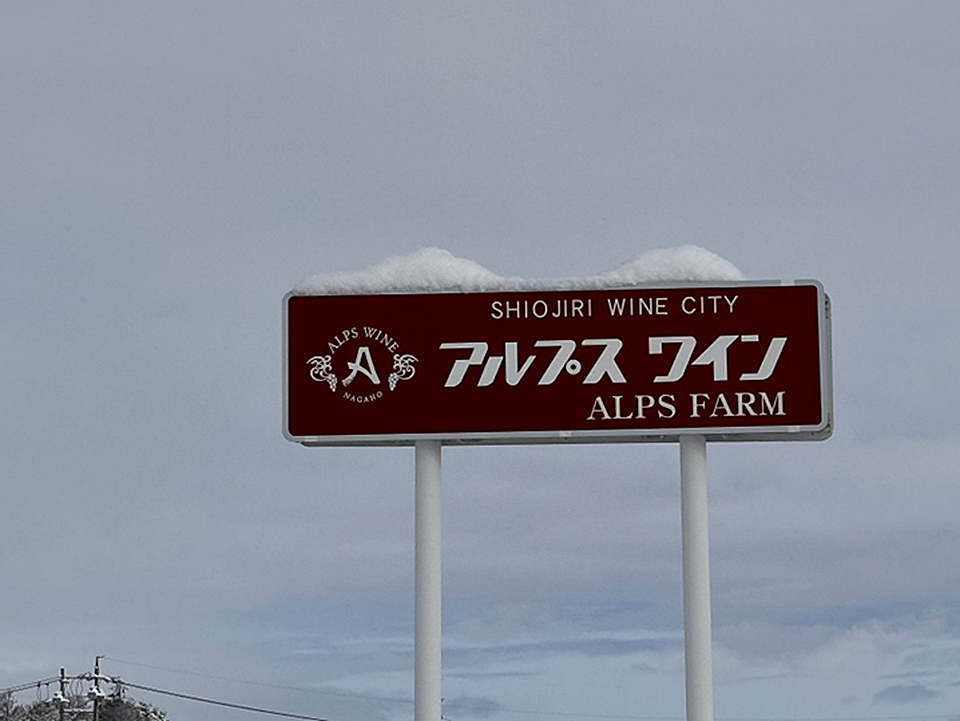 SHIOJIRI WINE CITY
ALPS WINE
A
NAGANO
アルプス ワイン
ALPS FARM